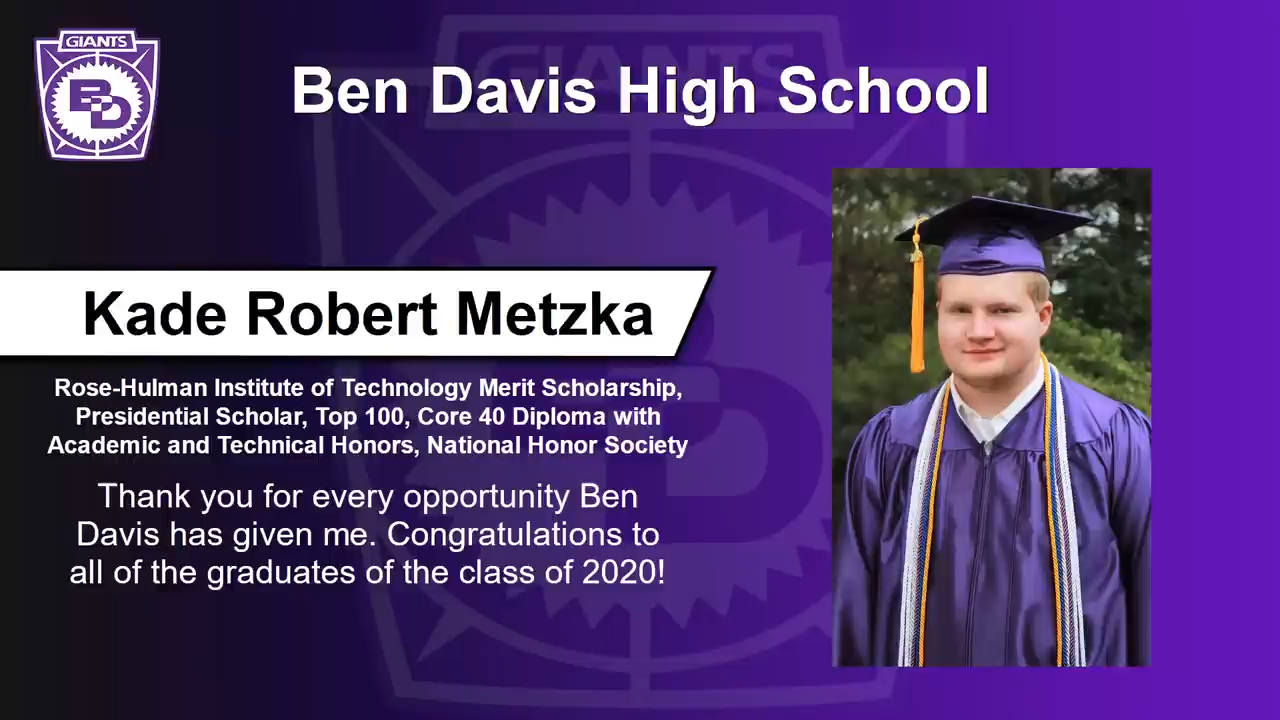 GIANTS
BD
GIANTS
Ben Davis High School
Kade Robert Metzka
Rose-Hulman Institute of Technology Merit Scholarship,
Presidential Scholar, Top 100, Core 40 Diploma with
Academic and Technical Honors, National Honor Society
Thank you for every opportunity Ben
Davis has given me. Congratulations to
all of the graduates of the class of 2020!